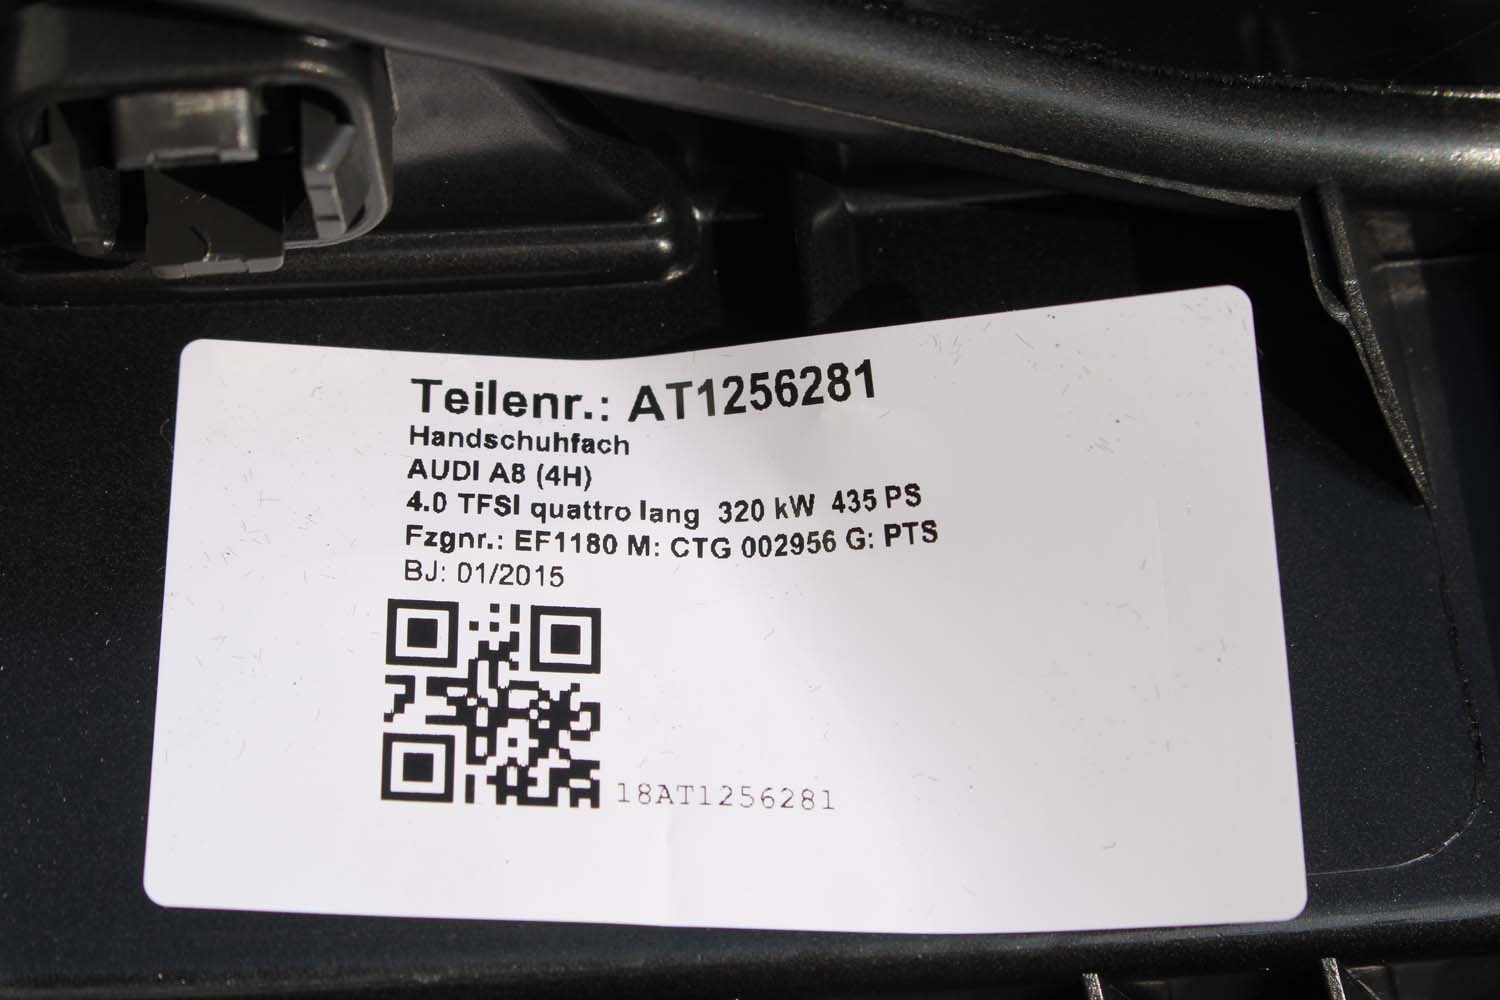 Teilenr.: AT1256281
Handschuhfach
AUDI A8 (4H)
4.0 TFSI quattro lang  320 kW  435 PS
Fzgnr.: EF1180 M: CTG 002956 G: PTS
BJ: 01/2015
18AT1256281